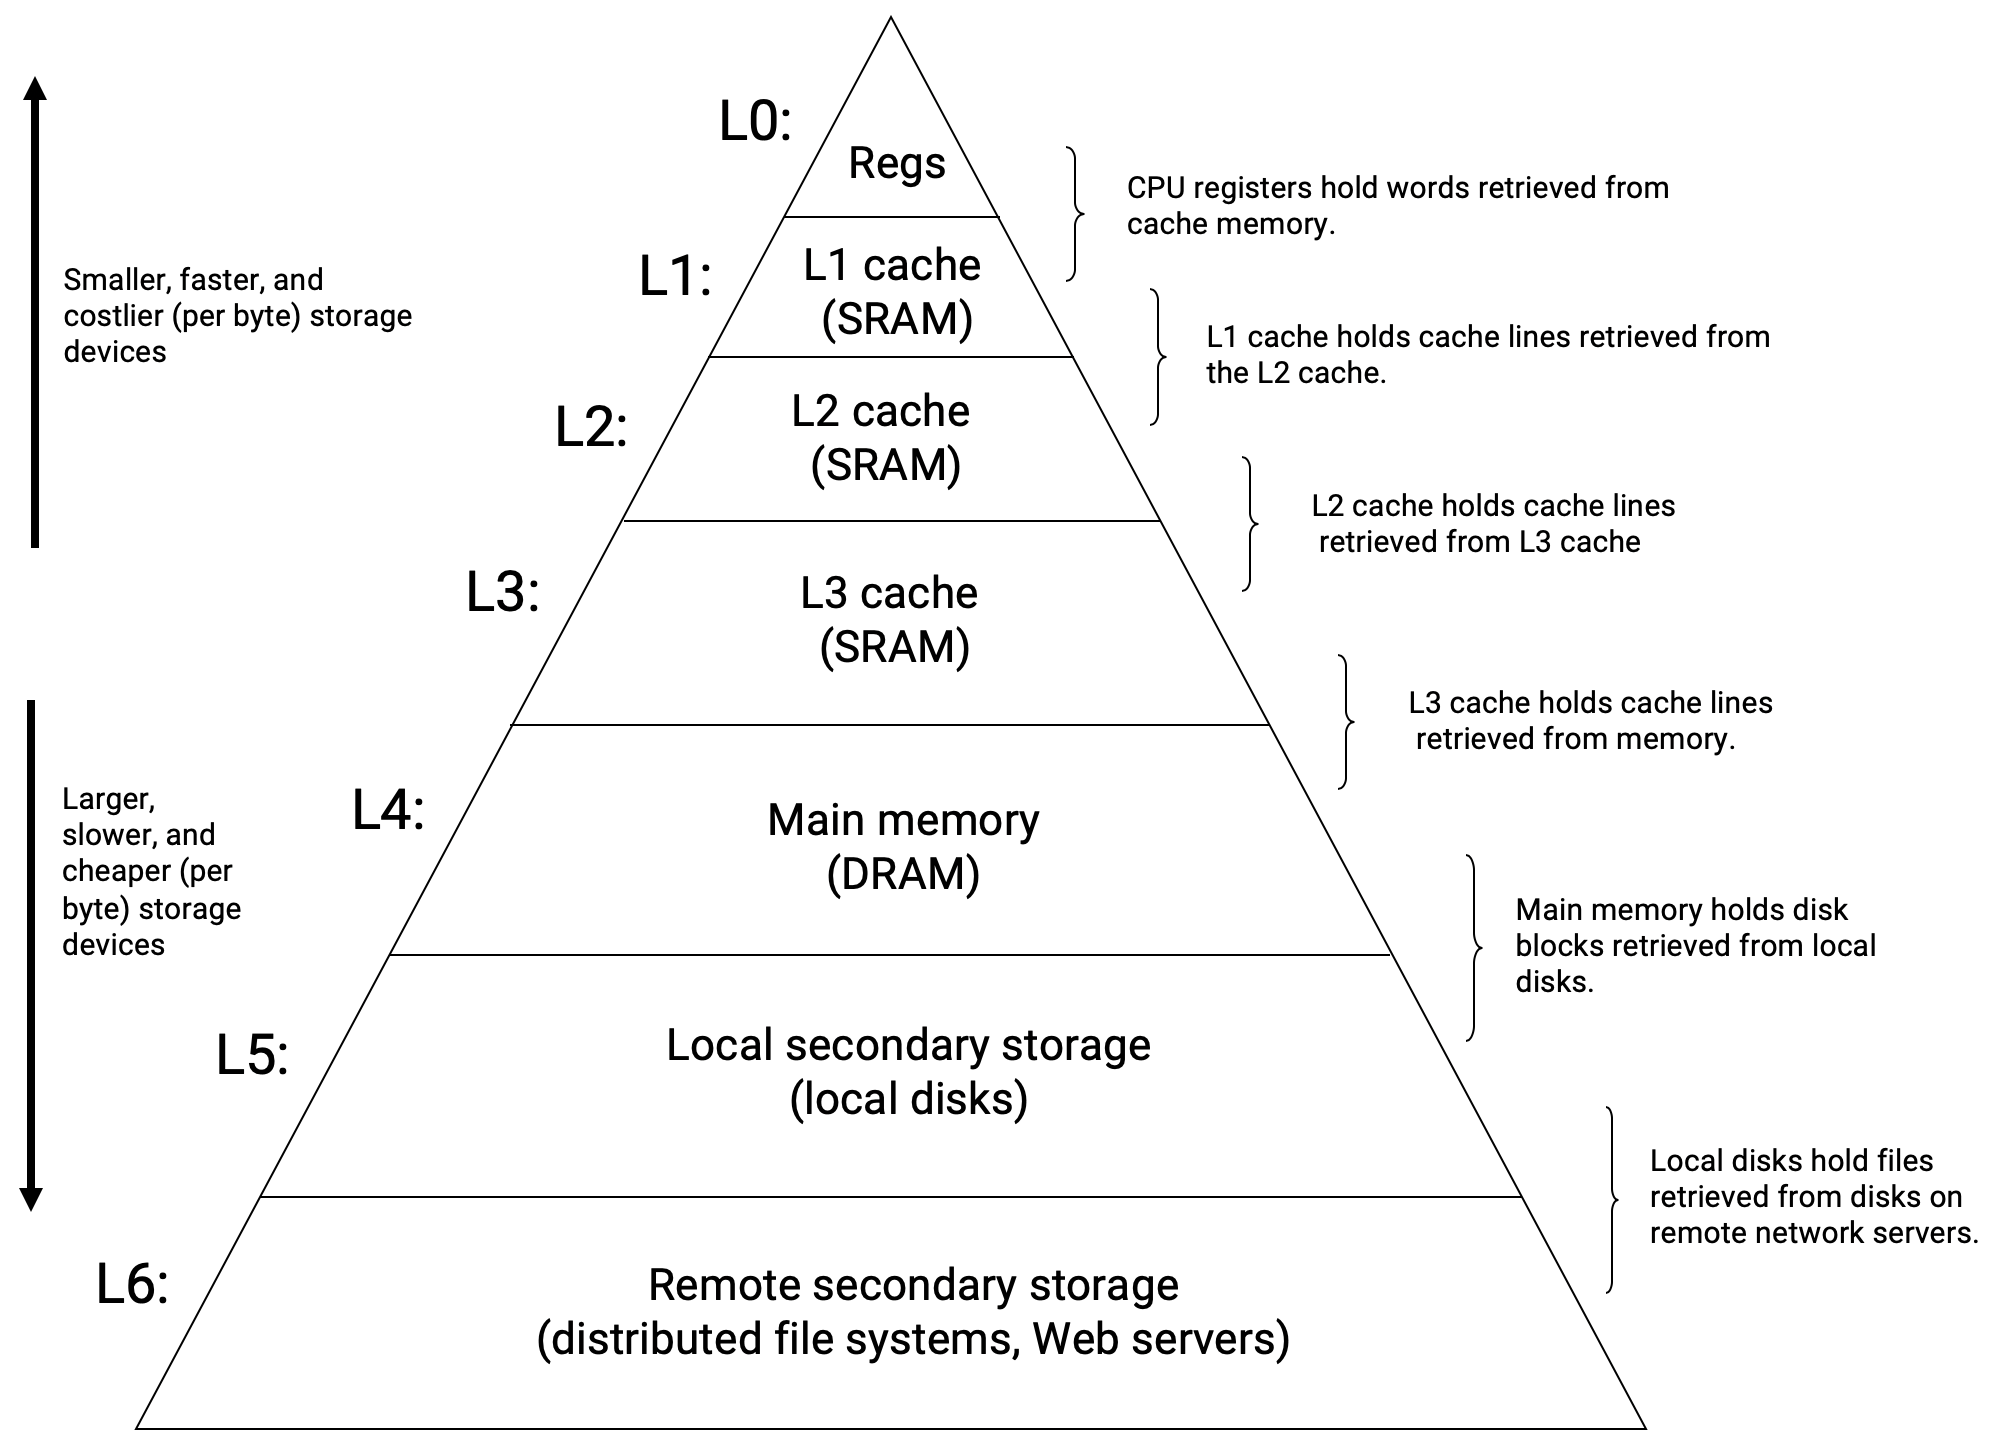 L0:
Regs
CPU registers hold words retrieved from
cache memory.
L1:
L1 cache
(SRAM)
Smaller, faster, and
costlier (per byte) storage
devices
L1 cache holds cache lines retrieved from
the L2 cache.
L2:
L2 cache
(SRAM)
L2 cache holds cache lines
retrieved from L3 cache
L3:
L3 cache
(SRAM)
L3 cache holds cache lines
retrieved from memory.
Larger,
slower, and
cheaper (per
byte) storage
devices
L4:
Main memory
(DRAM)
Main memory holds disk
blocks retrieved from local
disks.
L5:
Local secondary storage
(local disks)
Local disks hold files
retrieved from disks on
remote network servers.
L6:
Remote secondary storage
(distributed file systems, Web servers)